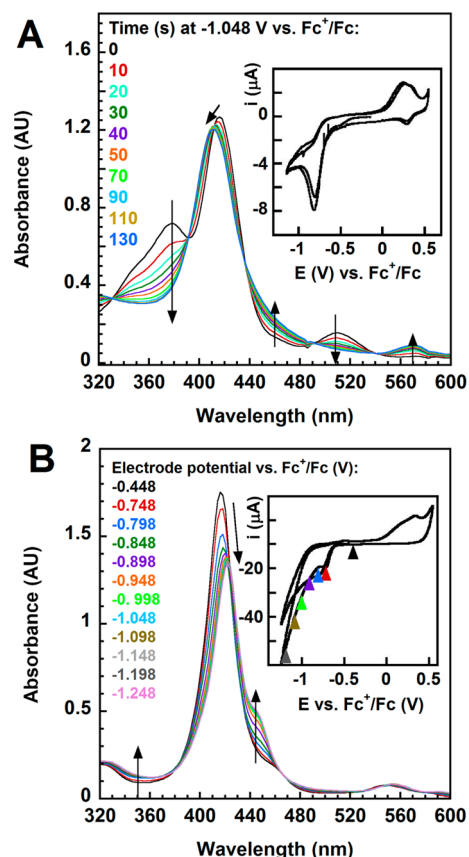 A
Time (s) at -1.048 V vs. Fc+/Fc:
0
10
20
30
40
50
70
90
110
130
1.6
1.2
0.8
0.4
0
Absorbance (AU)
320 360 400 440 480 520 560 600
Wavelength (nm)
i (µA)
0
-4
-8
-1 -0.5 0 0.5
E (V) vs. Fc+/Fc
B
Electrode potential vs. Fc+/Fc (V):
-0.448
-0.748
-0.798
-0.848
-0.898
-0.948
-0. 998
-1.048
-1.098
-1.148
-1.198
-1.248
2
1.5
1
0.5
0
Absorbance (AU)
320 360 400 440 480 520 560 600
Wavelength (nm)
i (µA)
0
-20
-40
-1 -0.5 0 0.5
E vs. Fc+/Fc (V)